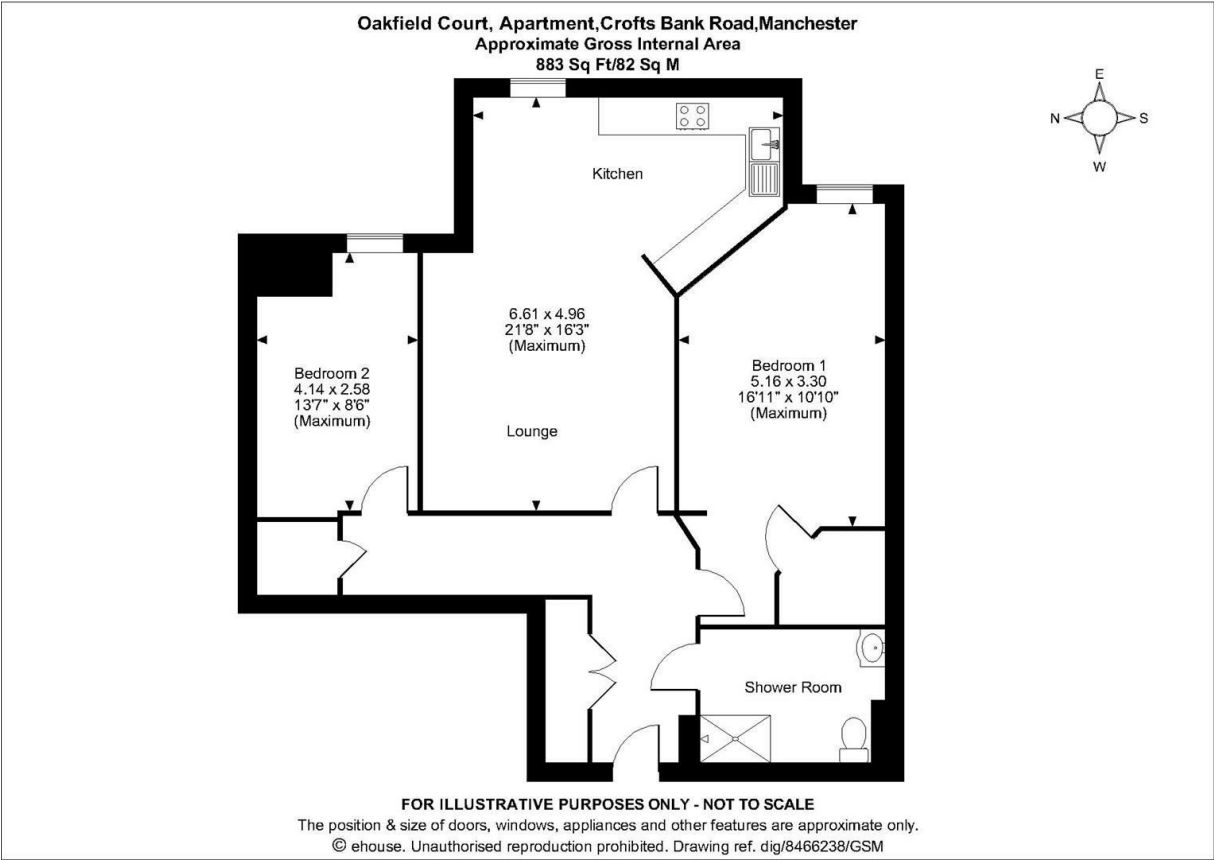 Oakfield Court, Apartment,Crofts Bank Road,Manchester
Approximate Gross Internal Area
883 Sq Ft/82 Sq M
E
N
S
W
Kitchen
6.61 x 4.96
21'8" x 16'3"
(Maximum)
Lounge
Bedroom 2
4.14 x 2.58
13'7" x 8'6"
(Maximum)
Bedroom 1
5.16 x 3.30
16'11" x 10'10"
(Maximum)
Shower Room
FOR ILLUSTRATIVE PURPOSES ONLY - NOT TO SCALE
The position & size of doors, windows, appliances and other features are approximate only.
© ehouse. Unauthorised reproduction prohibited. Drawing ref. dig/8466238/GSM